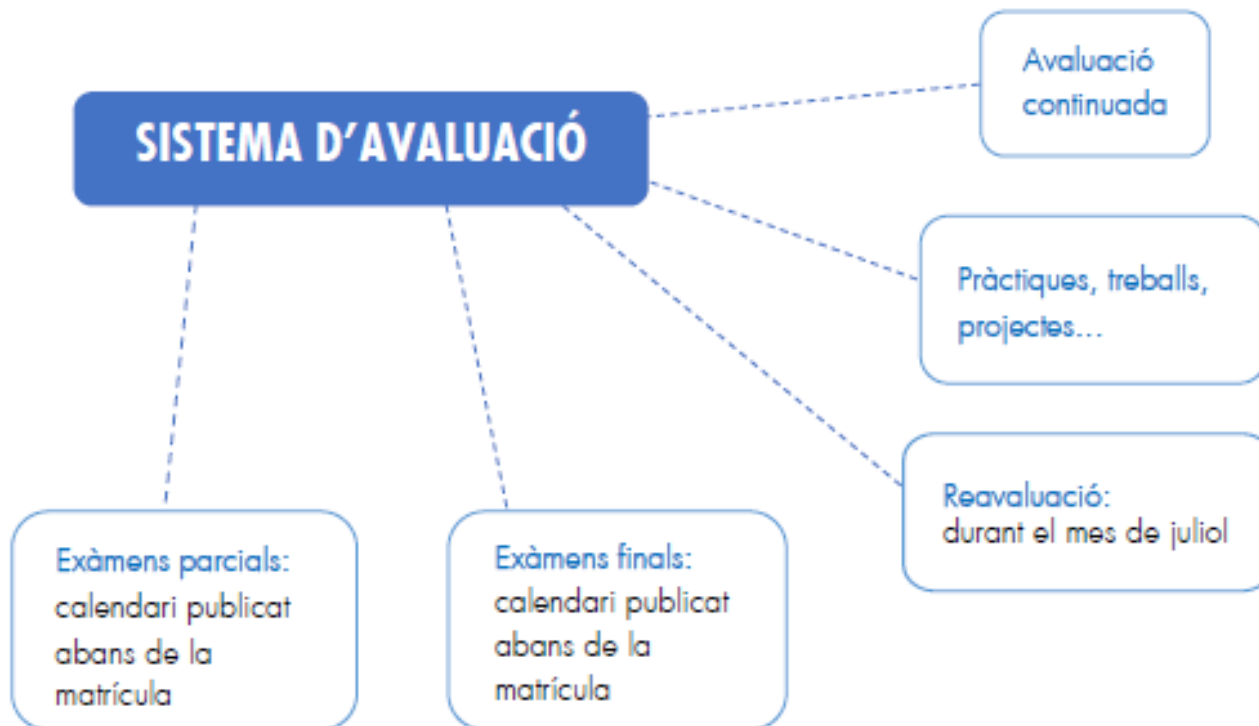 SISTEMA D’AVALUACIÓ
Avaluació
continuada
Pràctiques, treballs,
projectes...
Reavaluació:
durant el mes de juliol
Exàmens parcials:
calendari publicat
abans de la
matrícula
Exàmens finals:
calendari publicat
abans de la
matrícula